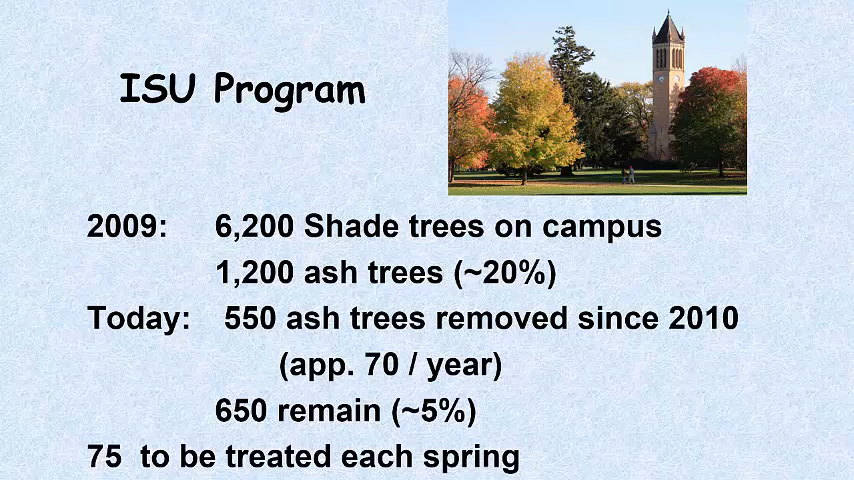 ISU Program
2009: 6,200 Shade trees on campus
1,200 ash trees (~20%)
Today: 550 ash trees removed since 2010
(app. 70 / year)
650 remain (~5%)
75 to be treated each spring